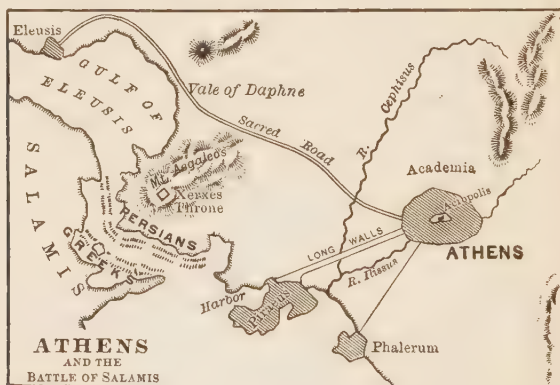 Eleusis
GULF OF
ELEUSIS
Vale of Daphne
Sacred Road
R. Cephisus
Academia
Acropolis
ATHENS
Mt. Aegaleos
Xerxes
Throne
SALAMIS
PERSIANS
GREEKS
LONG WALLS
R. Ilissus
Harbor
Piraeus
Phalerum
ATHENS
AND THE
BATTLE OF SALAMIS